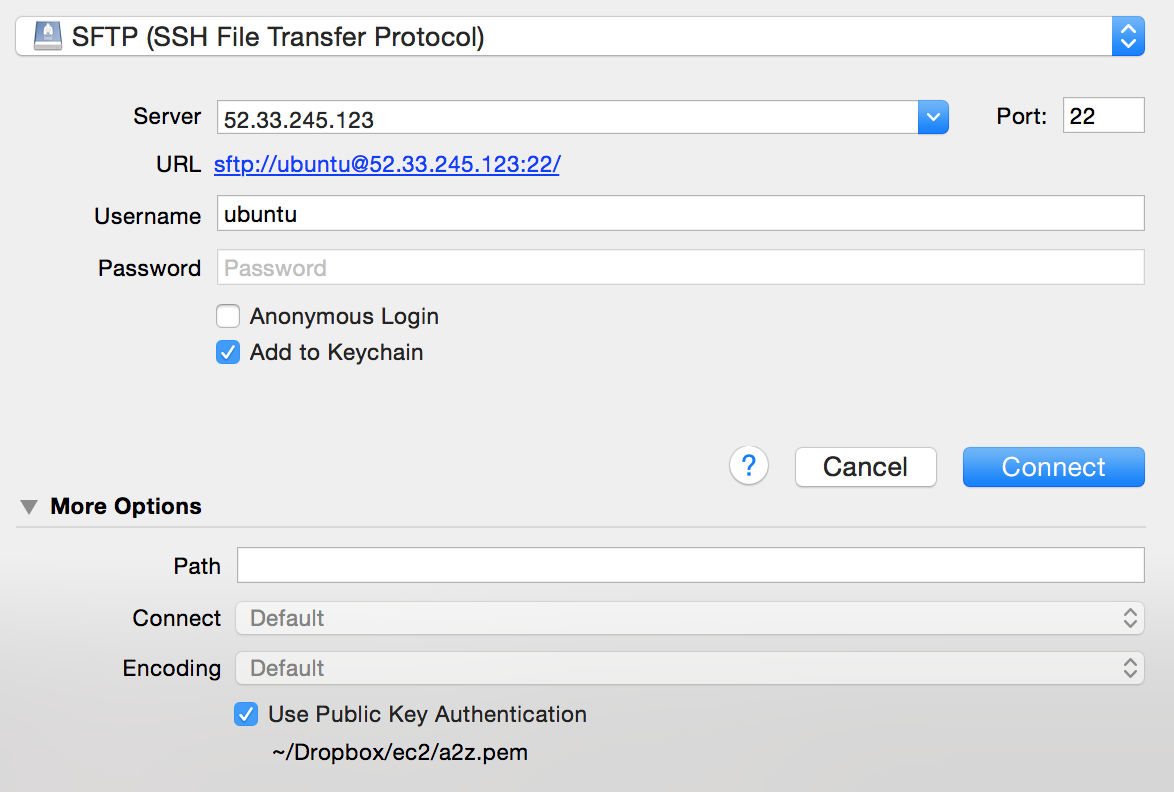 SFTP (SSH File Transfer Protocol)
Server 52.33.245.123 Port: 22
URL sftp://ubuntu@52.33.245.123:22/
Username ubuntu
Password Password
Anonymous Login
Add to Keychain
? Cancel Connect
More Options
Path
Connect Default
Encoding Default
Use Public Key Authentication
~/Dropbox/ec2/a2z.pem